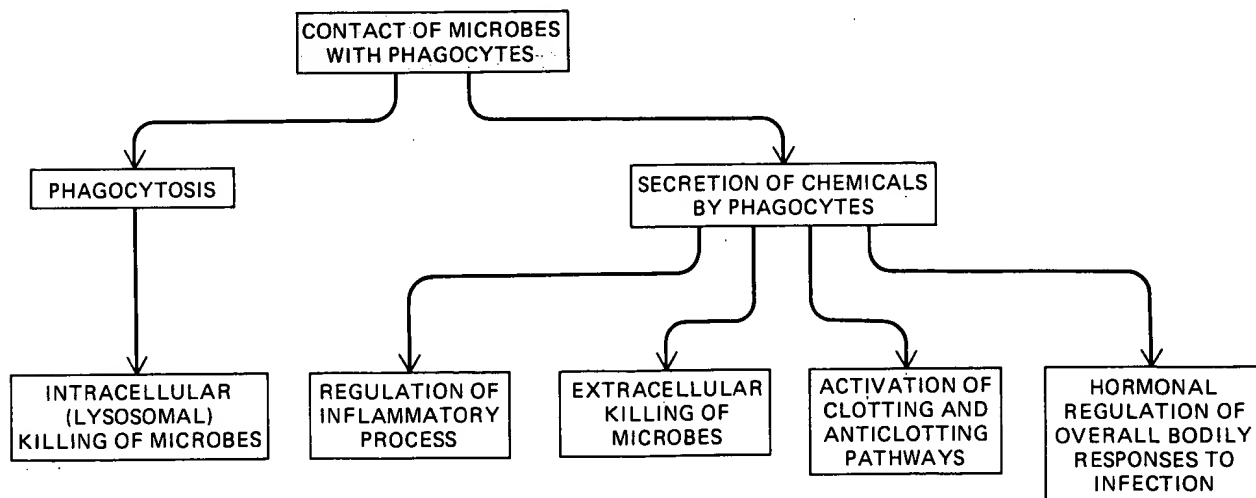 CONTACT OF MICROBES
WITH PHAGOCYTES
PHAGOCYTOSIS
SECRETION OF CHEMICALS
BY PHAGOCYTES
INTRACELLULAR
(LYSOSOMAL)
KILLING OF MICROBES
REGULATION OF
INFLAMMATORY
PROCESS
EXTRACELLULAR
KILLING OF
MICROBES
ACTIVATION OF
CLOTTING AND
ANTICLOTTING
PATHWAYS
HORMONAL
REGULATION OF
OVERALL BODILY
RESPONSES TO
INFECTION